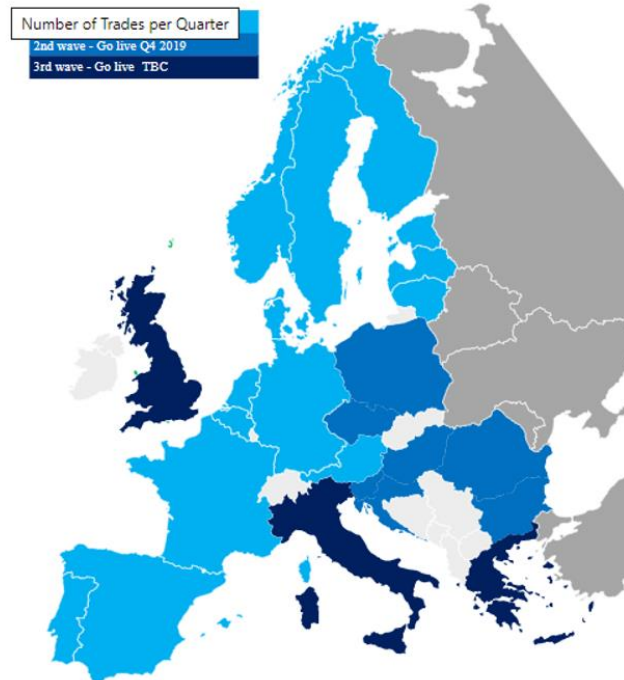 Number of Trades per Quarter
2nd wave - Go live Q4 2019
3rd wave - Go live TBC